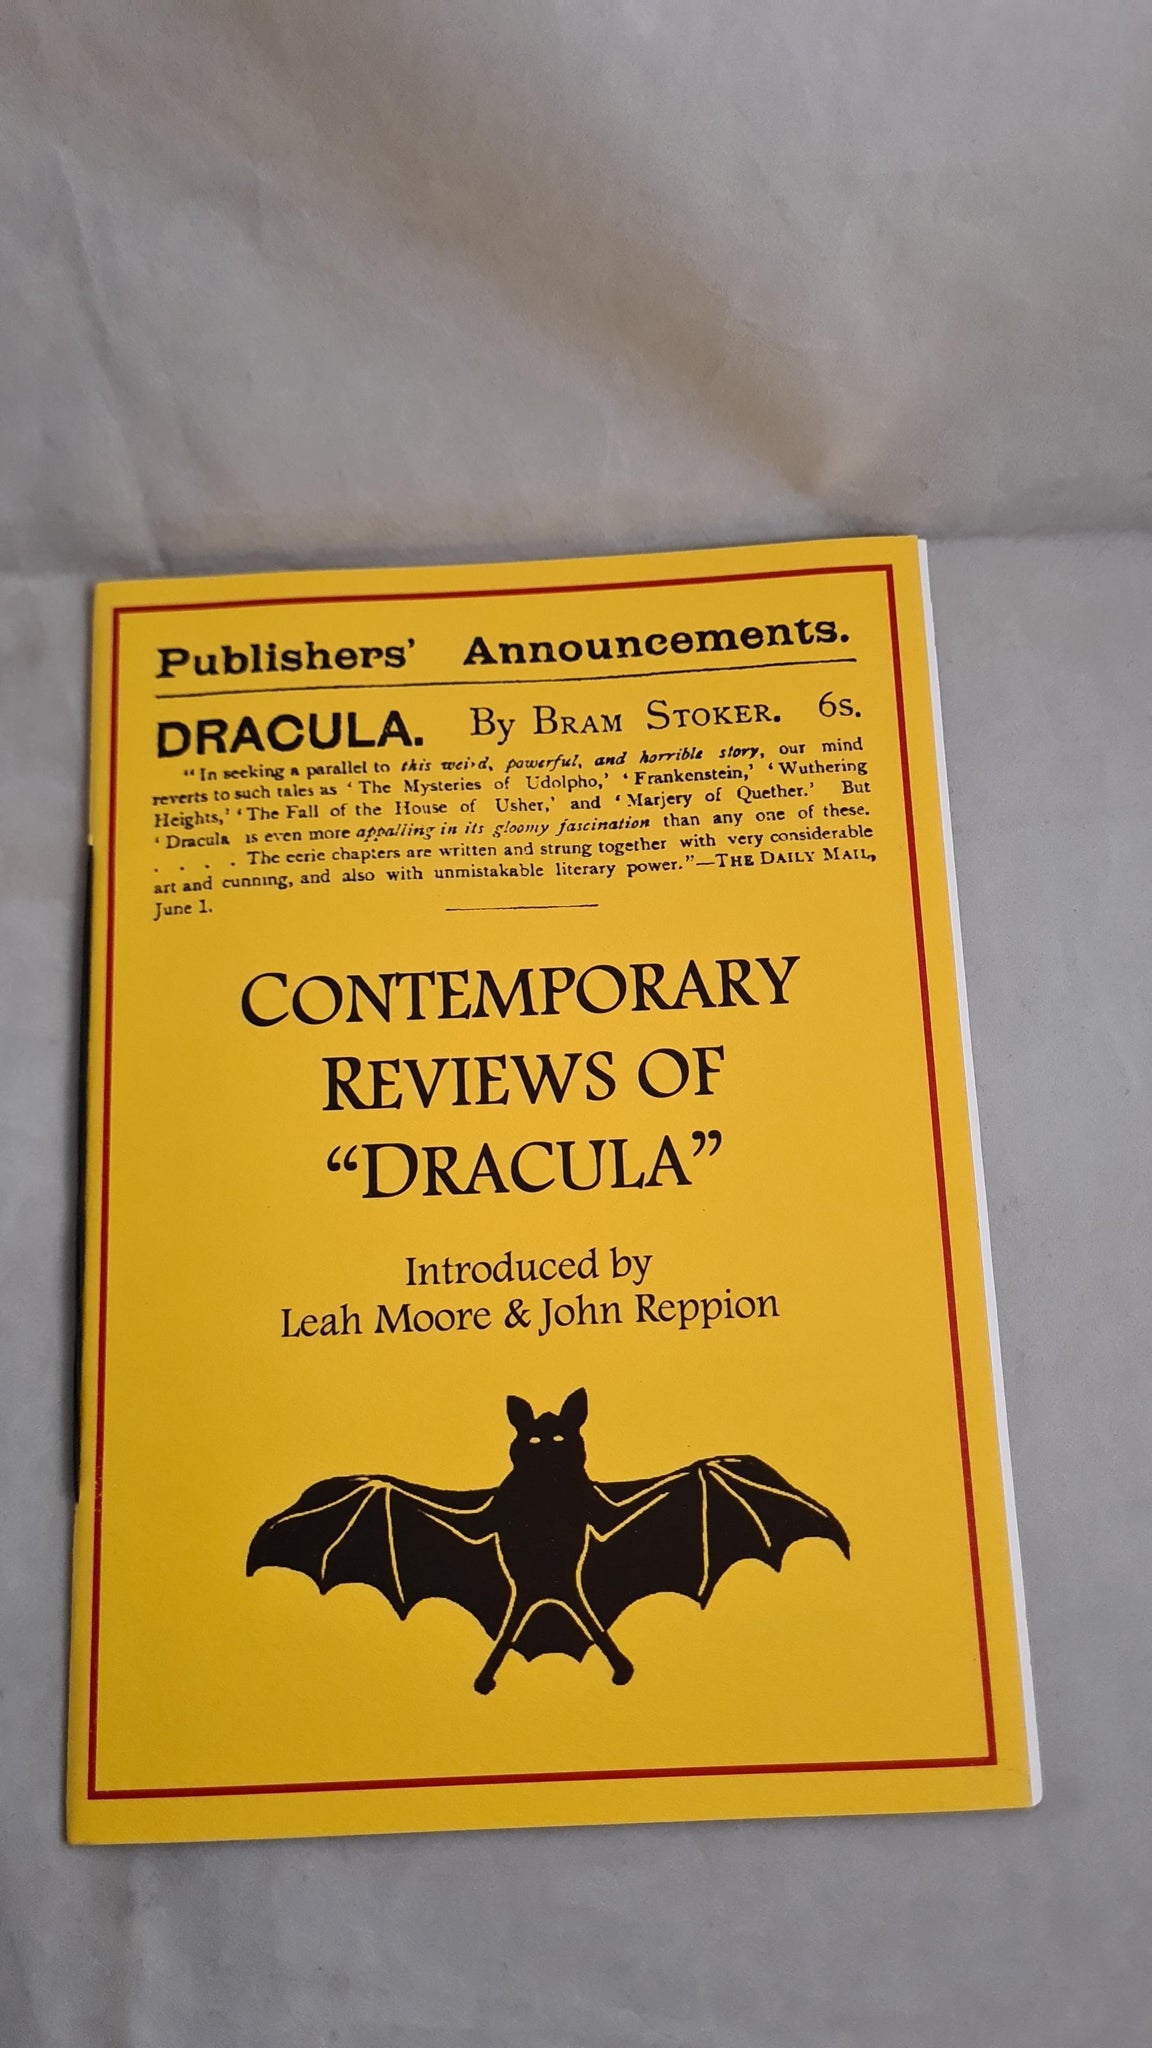 Publishers' Announcements.
DRACULA. By BRAM STOKER. 6s.
"In seeking a parallel to this weird, powerful, and horrible story, our mind
reverts to such tales as 'The Mysteries of Udolpho,' 'Frankenstein,' 'Wuthering
Heights,' 'The Fall of the House of Usher,' and 'Marjery of Quether.' But
'Dracula is even more appalling in its gloomy fascination than any one of these.
. . . . The eerie chapters are written and strung together with very considerable
art and cunning, and also with unmistakable literary power."—THE DAILY MAIL,
June 1.
CONTEMPORARY
REVIEWS OF
"DRACULA"
Introduced by
Leah Moore & John Reppion